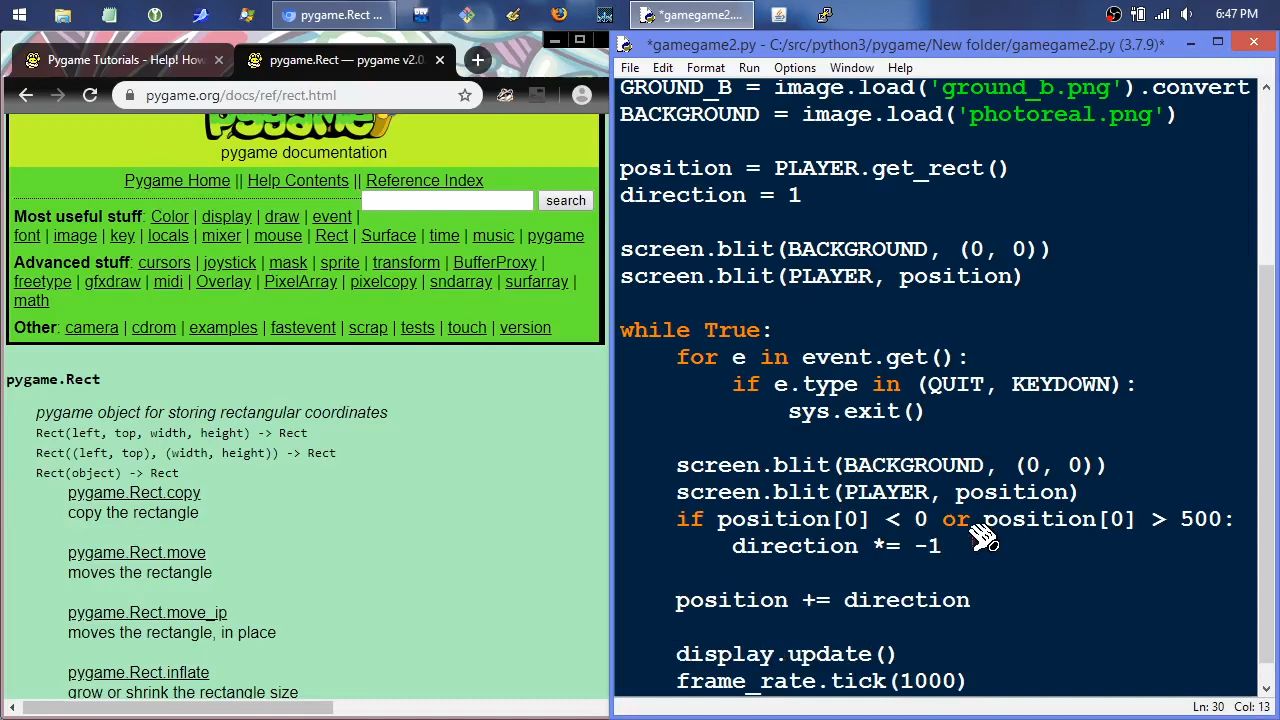 6:47 PM
pygame.Rect ...
*gamegame2....
Pygame Tutorials - Help! How
pygame.Rect — pygame v2.0.
pygame.org/docs/ref/rect.html
pygame
pygame documentation
Pygame Home || Help Contents || Reference Index
search
Most useful stuff: Color | display | draw | event |
font | image | key | locals | mixer | mouse | Rect | Surface | time | music | pygame
Advanced stuff: cursors | joystick | mask | sprite | transform | BufferProxy |
freetype | gfxdraw | midi | Overlay | PixelArray | pixelcopy | sndarray | surfarray |
math
Other: camera | cdrom | examples | fastevent | scrap | tests | touch | version
pygame.Rect
pygame object for storing rectangular coordinates
Rect(left, top, width, height) -> Rect
Rect((left, top), (width, height)) -> Rect
Rect(object) -> Rect
pygame.Rect.copy
copy the rectangle
pygame.Rect.move
moves the rectangle
pygame.Rect.move_ip
moves the rectangle, in place
pygame.Rect.inflate
grow or shrink the rectangle size
*gamegame2.py - C:/src/python3/pygame/New folder/gamegame2.py (3.7.9)*
File Edit Format Run Options Window Help
GROUND_B = image.load('ground_b.png').convert
BACKGROUND = image.load('photoreal.png')
position = PLAYER.get_rect()
direction = 1
screen.blit(BACKGROUND, (0, 0))
screen.blit(PLAYER, position)
while True:
for e in event.get():
if e.type in (QUIT, KEYDOWN):
sys.exit()
screen.blit(BACKGROUND, (0, 0))
screen.blit(PLAYER, position)
if position[0] < 0 or position[0] > 500:
direction *= -1
position += direction
display.update()
frame_rate.tick(1000)
Ln: 30 Col: 13